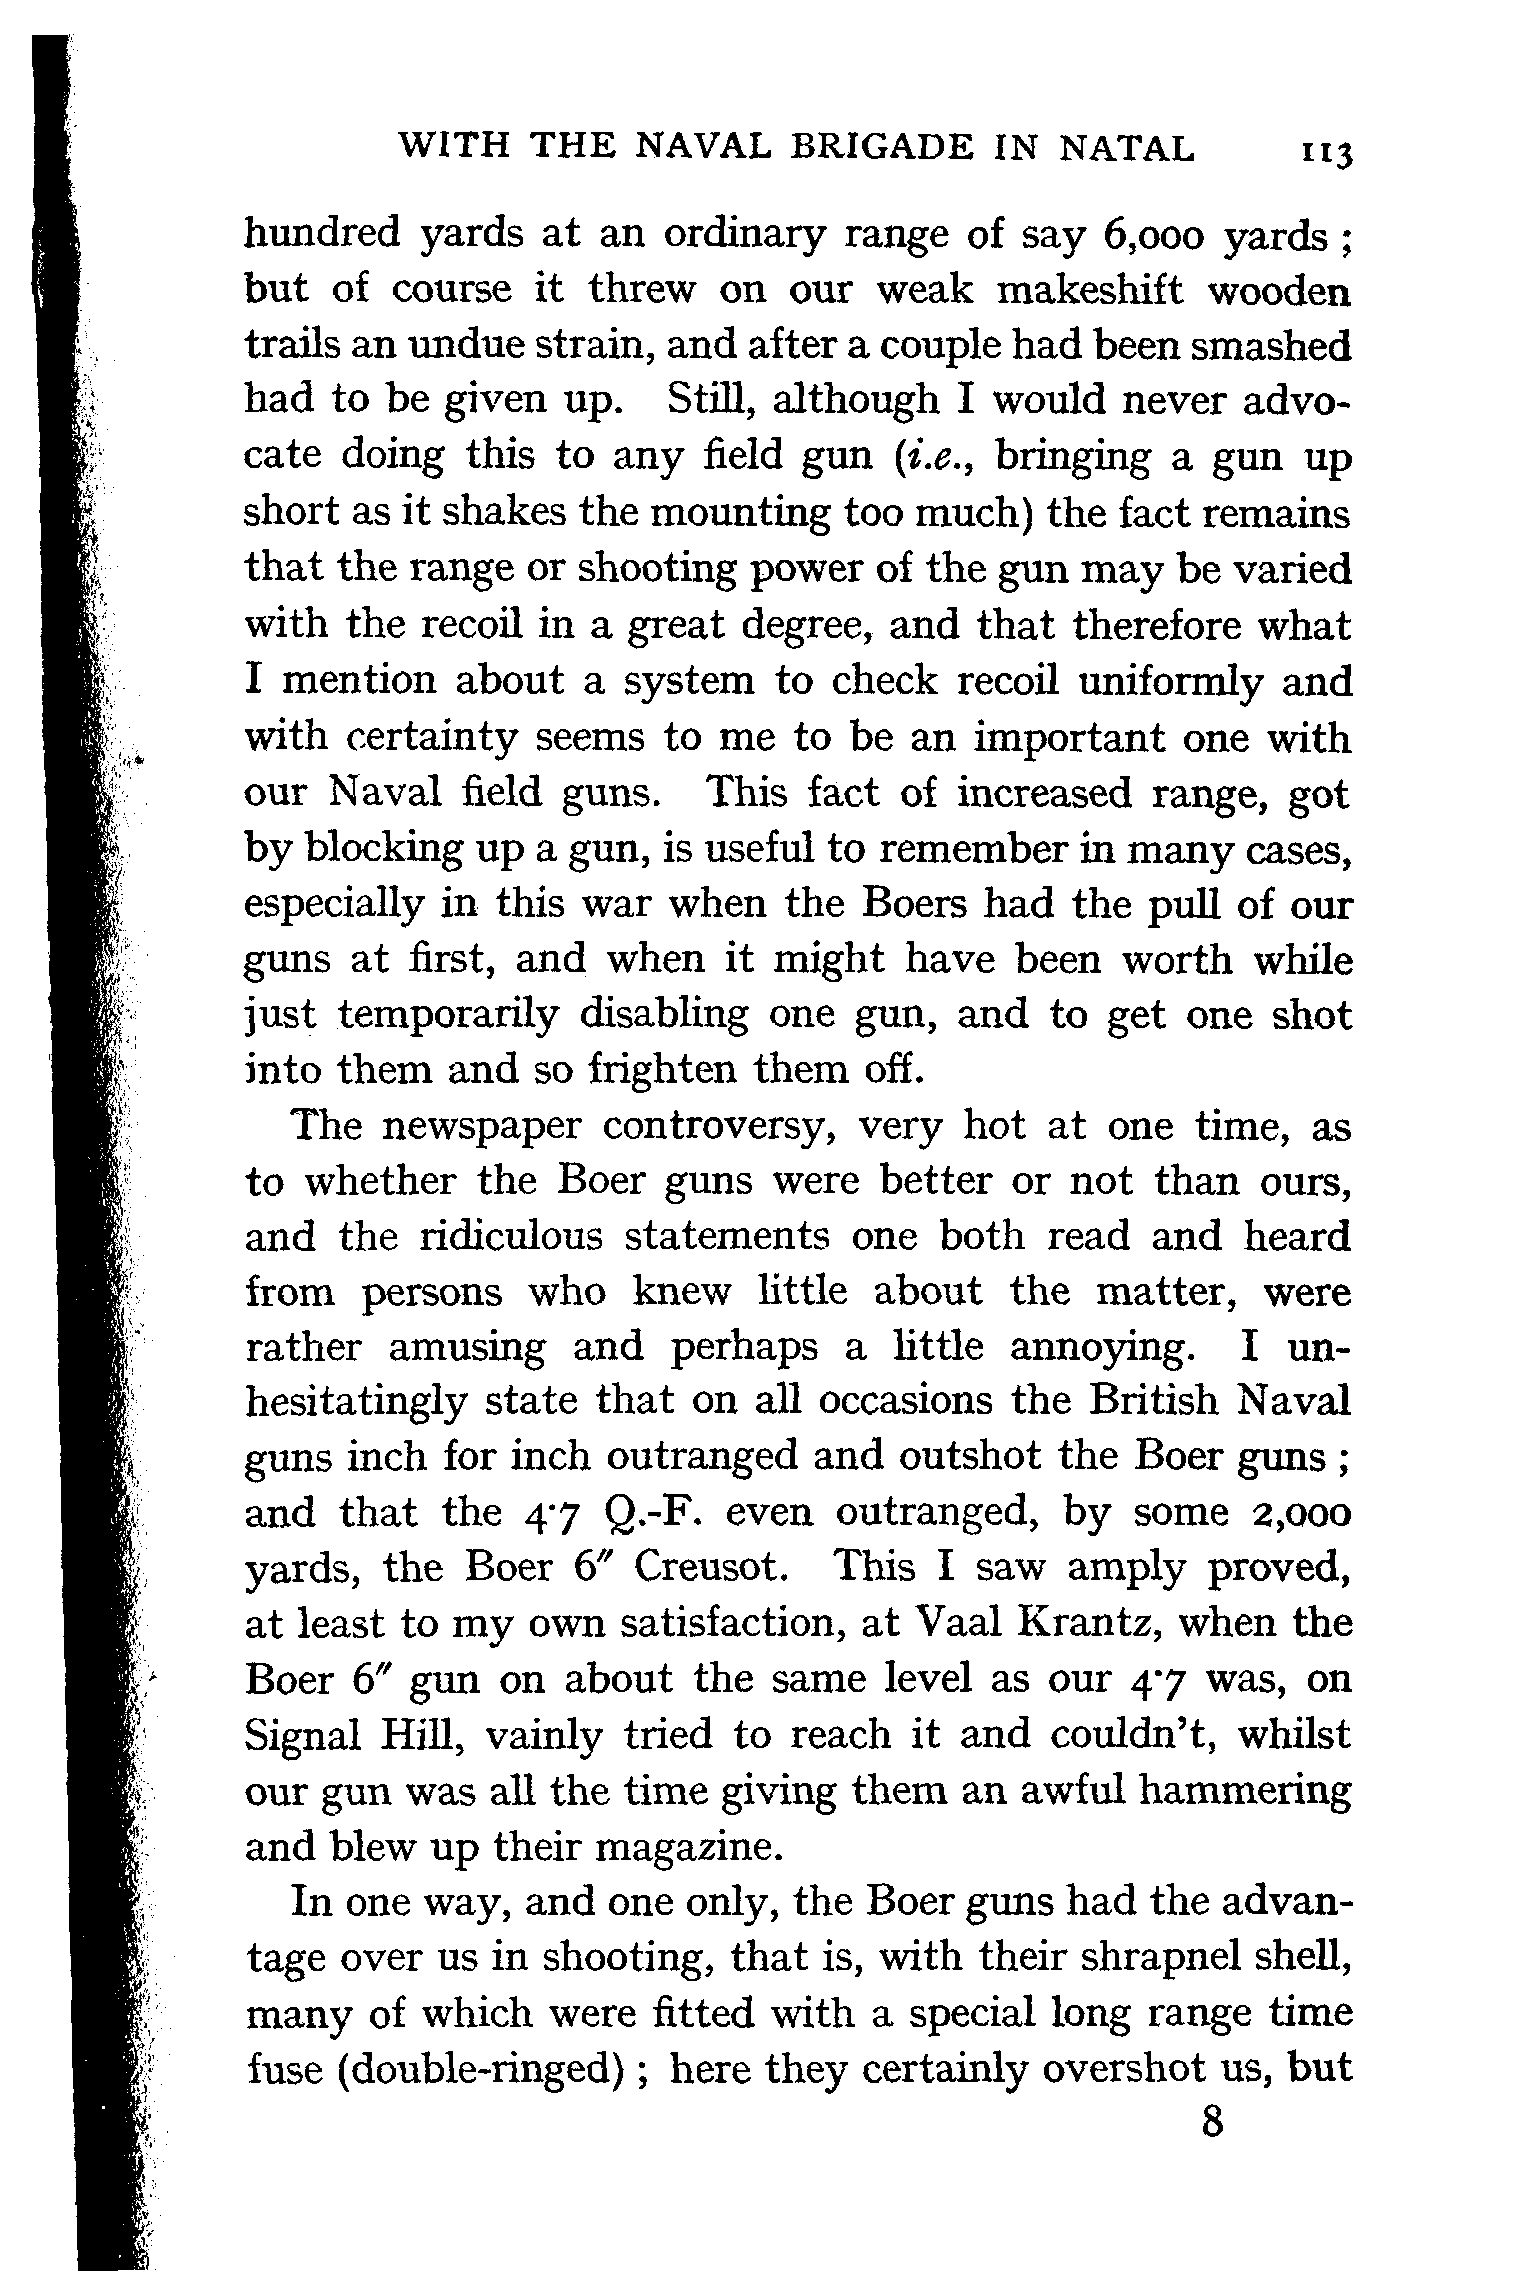 WITH THE NAVAL BRIGADE IN NATAL 113
hundred yards at an ordinary range of say 6,000 yards ;
but of course it threw on our weak makeshift wooden
trails an undue strain, and after a couple had been smashed
had to be given up. Still, although I would never advo-
cate doing this to any field gun (i.e., bringing a gun up
short as it shakes the mounting too much) the fact remains
that the range or shooting power of the gun may be varied
with the recoil in a great degree, and that therefore what
I mention about a system to check recoil uniformly and
with certainty seems to me to be an important one with
our Naval field guns. This fact of increased range, got
by blocking up a gun, is useful to remember in many cases,
especially in this war when the Boers had the pull of our
guns at first, and when it might have been worth while
just temporarily disabling one gun, and to get one shot
into them and so frighten them off.
The newspaper controversy, very hot at one time, as
to whether the Boer guns were better or not than ours,
and the ridiculous statements one both read and heard
from persons who knew little about the matter, were
rather amusing and perhaps a little annoying. I un-
hesitatingly state that on all occasions the British Naval
guns inch for inch outranged and outshot the Boer guns ;
and that the 4·7 Q.-F. even outranged, by some 2,000
yards, the Boer 6″ Creusot. This I saw amply proved,
at least to my own satisfaction, at Vaal Krantz, when the
Boer 6″ gun on about the same level as our 4·7 was, on
Signal Hill, vainly tried to reach it and couldn't, whilst
our gun was all the time giving them an awful hammering
and blew up their magazine.
In one way, and one only, the Boer guns had the advan-
tage over us in shooting, that is, with their shrapnel shell,
many of which were fitted with a special long range time
fuse (double-ringed) ; here they certainly overshot us, but
8